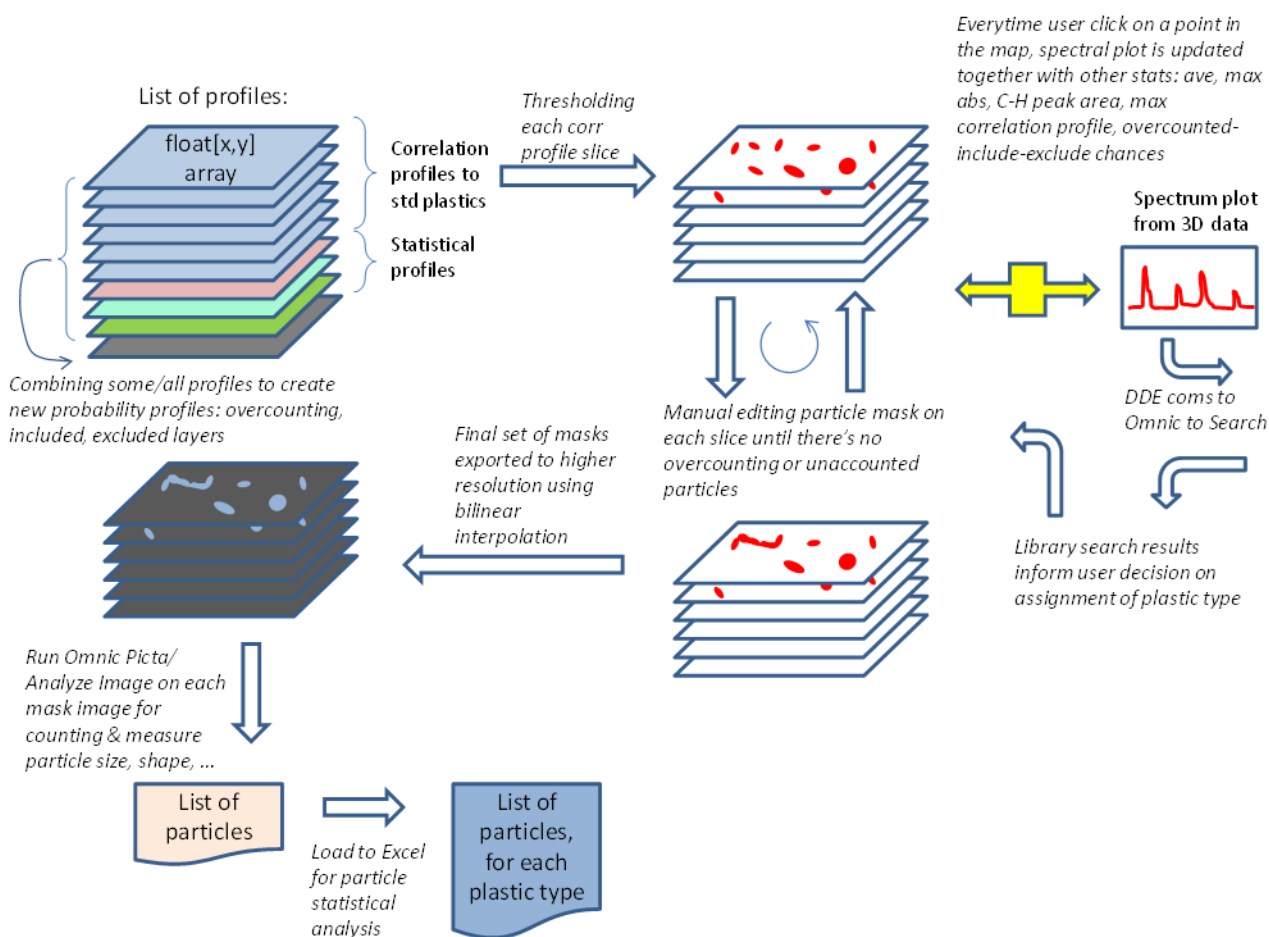 List of profiles:
float[x,y]
array
Correlation
profiles to
std plastics
Statistical
profiles
Thresholding
each corr
profile slice
Everytime user click on a point in
the map, spectral plot is updated
together with other stats: ave, max
abs, C-H peak area, max
correlation profile, overcounted-
include-exclude chances
Spectrum plot
from 3D data
Combining some/all profiles to create
new probability profiles: overcounting,
included, excluded layers
Manual editing particle mask on
each slice until there's no
overcounting or unaccounted
particles
DDE coms to
Omnic to Search
Final set of masks
exported to higher
resolution using
bilinear
interpolation
Library search results
inform user decision on
assignment of plastic type
Run Omnic Picta/
Analyze Image on each
mask image for
counting & measure
particle size, shape, ...
List of
particles
Load to Excel
for particle
statistical
analysis
List of
particles,
for each
plastic type